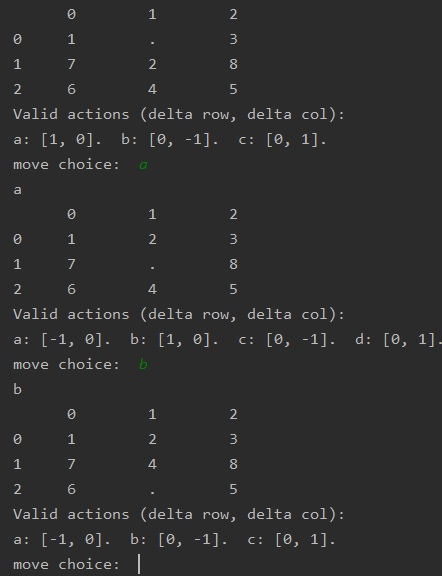 0 1 2
0 1 . 3
1 7 2 8
2 6 4 5
Valid actions (delta row, delta col):
a: [1, 0]. b: [0, -1]. c: [0, 1].
move choice: a
a
0 1 2
0 1 2 3
1 7 . 8
2 6 4 5
Valid actions (delta row, delta col):
a: [-1, 0]. b: [1, 0]. c: [0, -1]. d: [0, 1].
move choice: b
b
0 1 2
0 1 2 3
1 7 4 8
2 6 . 5
Valid actions (delta row, delta col):
a: [-1, 0]. b: [0, -1]. c: [0, 1].
move choice: